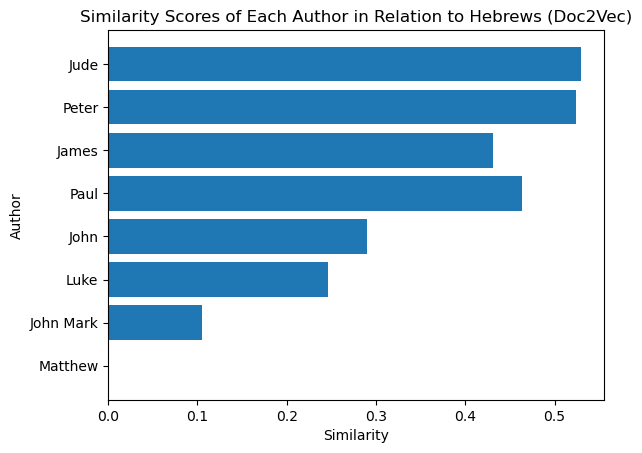 Similarity Scores of Each Author in Relation to Hebrews (Doc2Vec)
Jude
Peter
James
Paul
John
Luke
John Mark
Matthew
Author
0.0 0.1 0.2 0.3 0.4 0.5
Similarity